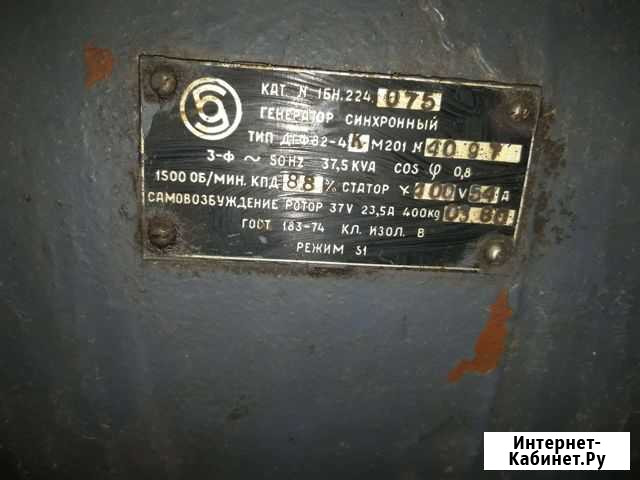 КАТ. N 1БН.224. 075
ГЕНЕРАТОР СИНХРОННЫЙ
ТИП ДГФ82-4 К М201 N 4097
3-Ф ~ 50HZ 37,5 KVA COS φ 0,8
1500 ОБ/МИН. КПД 88 % СТАТОР Y 400 V 54 A
САМОВОЗБУЖДЕНИЕ РОТОР 37V 23,5A 400KG 03.80
ГОСТ 183-74 КЛ. ИЗОЛ. B
РЕЖИМ S1
Интернет-
Кабинет.Ру